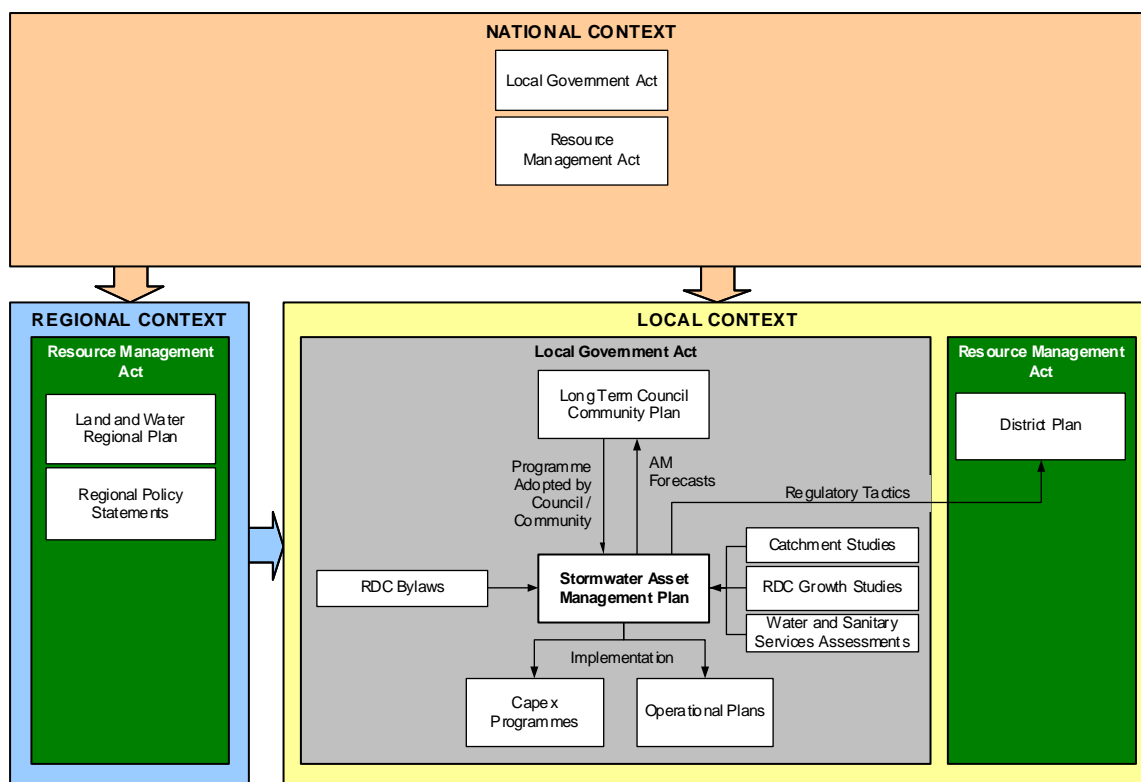 NATIONAL CONTEXT
Local Government Act
Resource
Management Act
REGIONAL CONTEXT
Resource Management
Act
Land and Water
Regional Plan
Regional Policy
Statements
LOCAL CONTEXT
Local Government Act
Long Term Council
Community Plan
Programme
Adopted by
Council /
Community
AM
Forecasts
Regulatory Tactics
Resource Management
Act
District Plan
RDC Bylaws
Stormwater Asset
Management Plan
Catchment Studies
RDC Growth Studies
Water and Sanitary
Services Assessments
Implementation
Capex
Programmes
Operational Plans